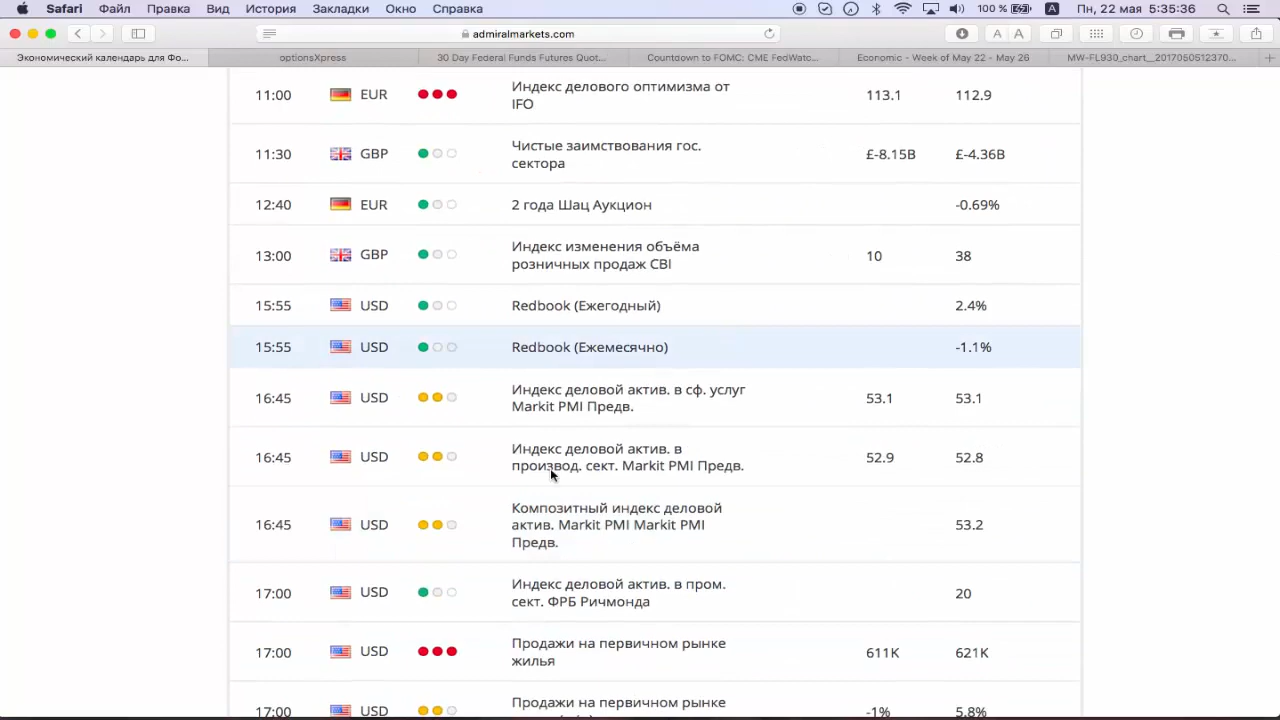 Safari Файл Правка Вид История Закладки Окно Справка 100 % A Пн, 22 мая 5:35:36
admiralmarkets.com A A
Экономический календарь для Фо... optionsXpress 30 Day Federal Funds Futures Quot... Countdown to FOMC: CME FedWatc... Economic - Week of May 22 - May 26 MW-FL930_chart__2017050512370...
11:00 EUR Индекс делового оптимизма от 113.1 112.9
IFO
11:30 GBP Чистые заимствования гос. £-8.15B £-4.36B
сектора
12:40 EUR 2 года Шац Аукцион -0.69%
13:00 GBP Индекс изменения объёма 10 38
розничных продаж CBI
15:55 USD Redbook (Ежегодный) 2.4%
15:55 USD Redbook (Ежемесячно) -1.1%
16:45 USD Индекс деловой актив. в сф. услуг 53.1 53.1
Markit PMI Предв.
16:45 USD Индекс деловой актив. в 52.9 52.8
производ. сект. Markit PMI Предв.
16:45 USD Композитный индекс деловой 53.2
актив. Markit PMI Markit PMI
Предв.
17:00 USD Индекс деловой актив. в пром. 20
сект. ФРБ Ричмонда
17:00 USD Продажи на первичном рынке 611K 621K
жилья
17:00 USD Продажи на первичном рынке -1% 5.8%